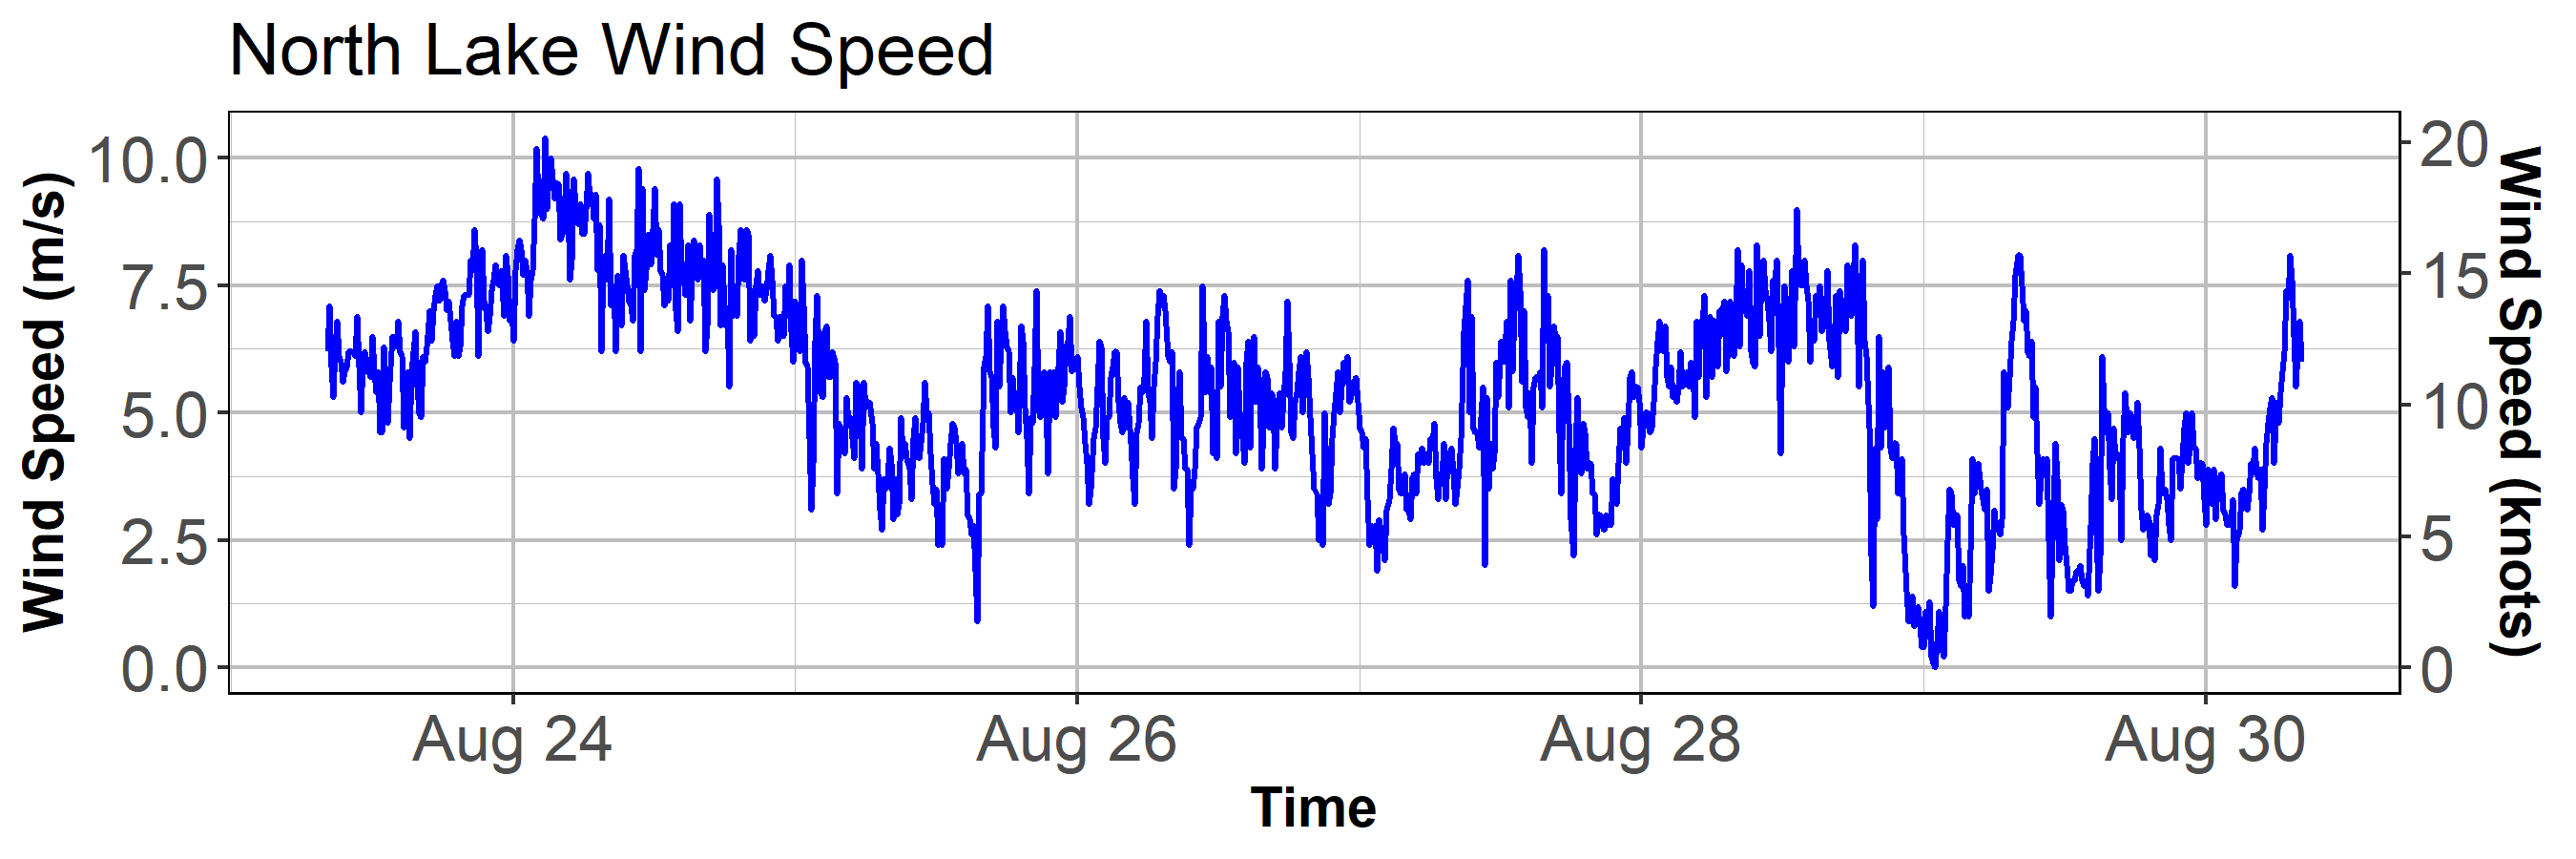 North Lake Wind Speed
Wind Speed (m/s)
10.0
7.5
5.0
2.5
0.0
20
15
10
5
0
Wind Speed (knots)
Aug 24
Aug 26
Aug 28
Aug 30
Time